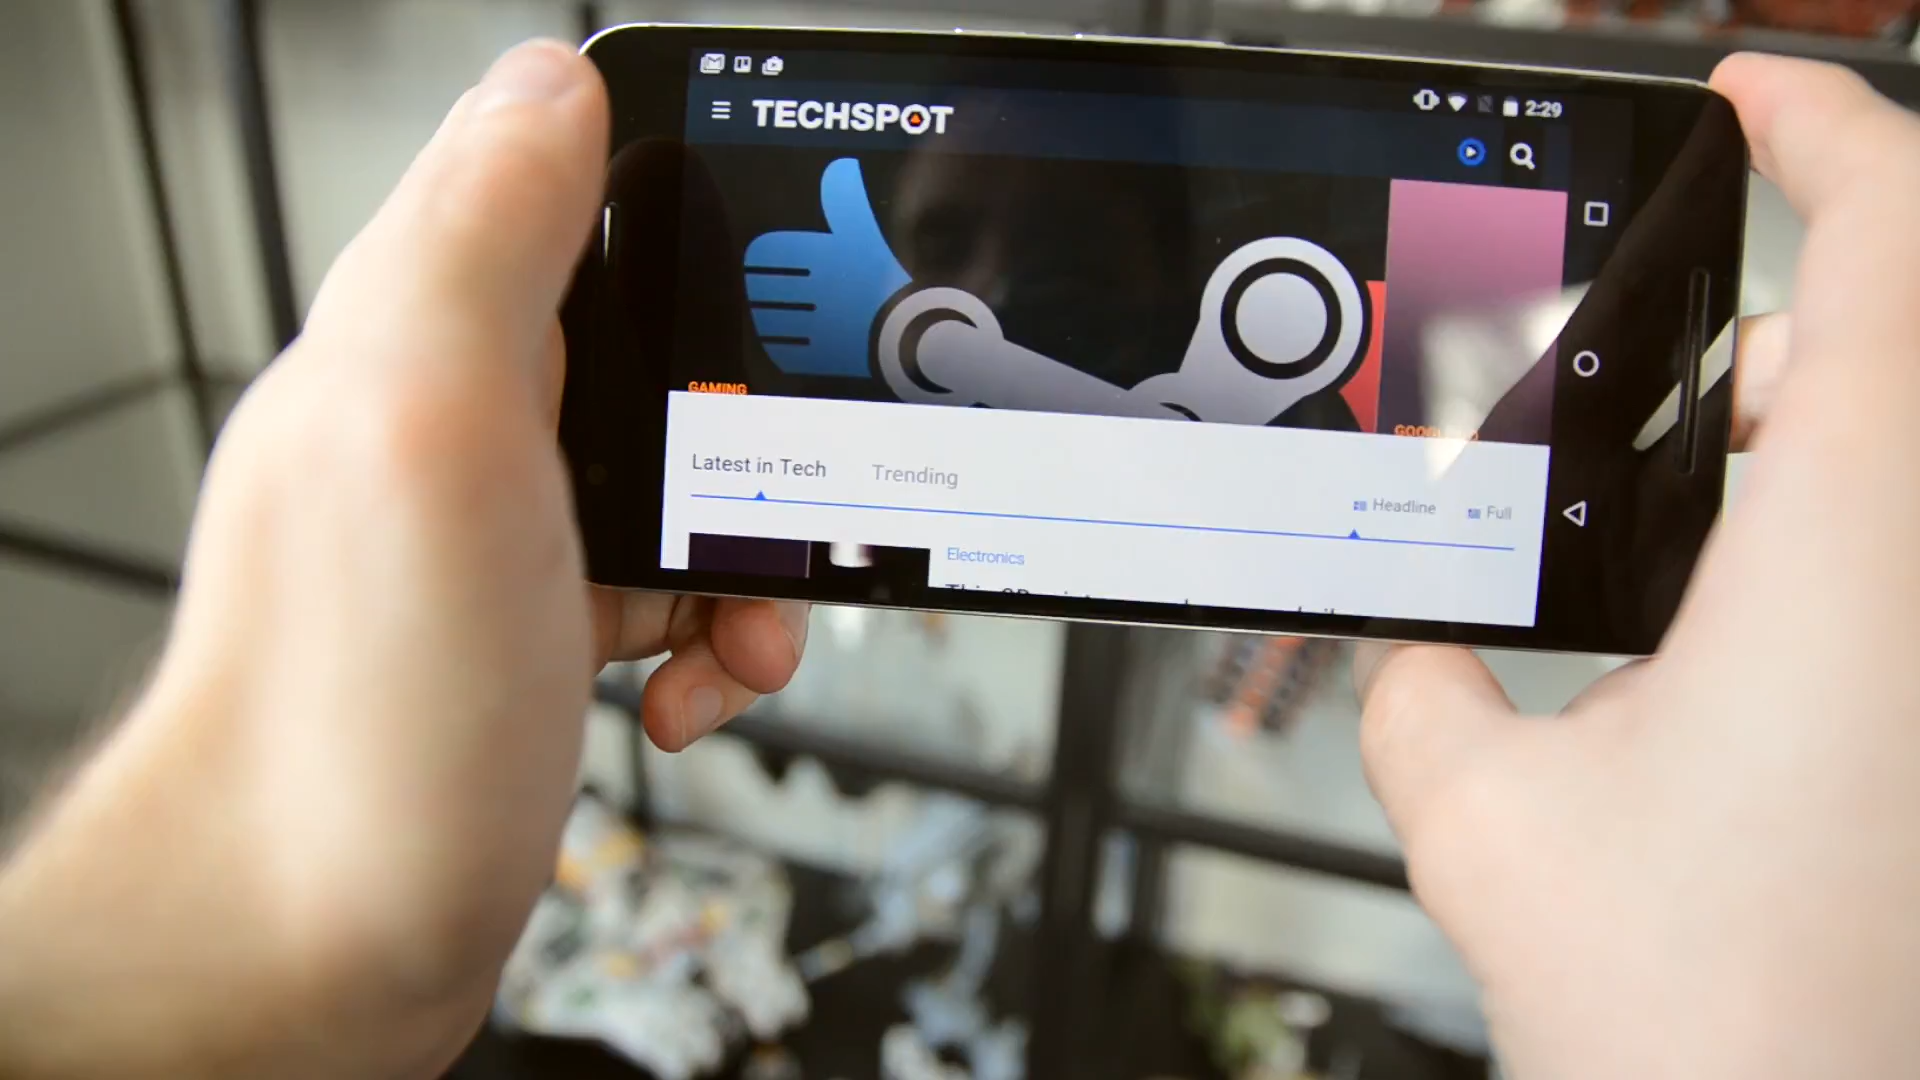 2:29
TECHSPOT
GAMING
Latest in Tech
Trending
Headline
Full
Electronics